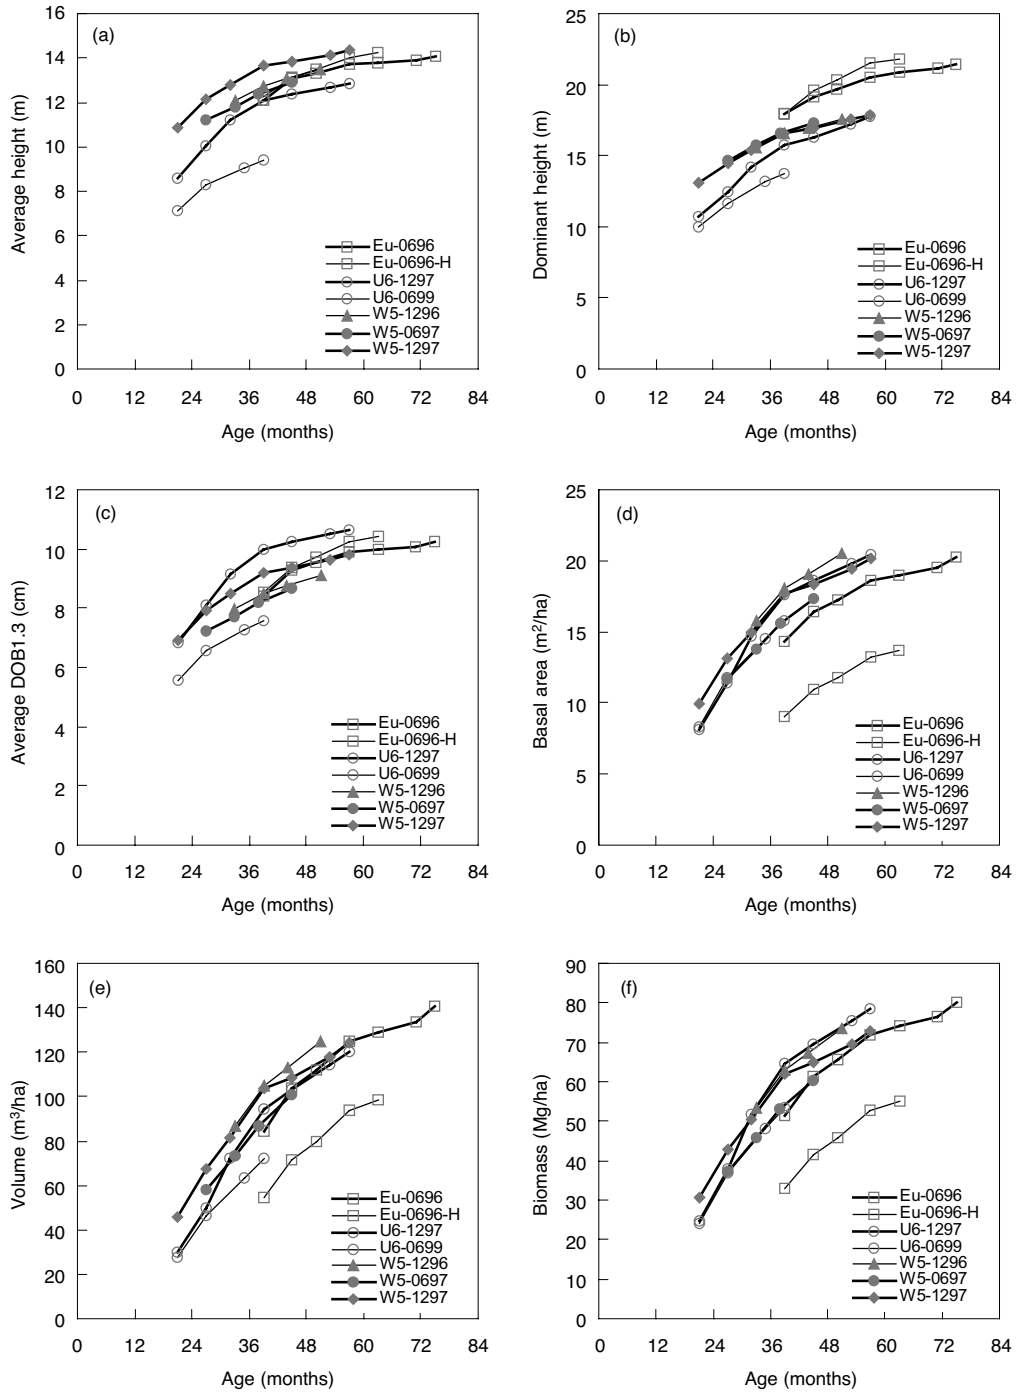 (a)
Average height (m)
16
14
12
10
8
6
4
2
0
Eu-0696
Eu-0696-H
U6-1297
U6-0699
W5-1296
W5-0697
W5-1297
0 12 24 36 48 60 72 84
Age (months)
(b)
Dominant height (m)
25
20
15
10
5
0
Eu-0696
Eu-0696-H
U6-1297
U6-0699
W5-1296
W5-0697
W5-1297
0 12 24 36 48 60 72 84
Age (months)
(c)
Average DOB1.3 (cm)
12
10
8
6
4
2
0
Eu-0696
Eu-0696-H
U6-1297
U6-0699
W5-1296
W5-0697
W5-1297
0 12 24 36 48 60 72 84
Age (months)
(d)
Basal area (m²/ha)
25
20
15
10
5
0
Eu-0696
Eu-0696-H
U6-1297
U6-0699
W5-1296
W5-0697
W5-1297
0 12 24 36 48 60 72 84
Age (months)
(e)
Volume (m³/ha)
160
140
120
100
80
60
40
20
0
Eu-0696
Eu-0696-H
U6-1297
U6-0699
W5-1296
W5-0697
W5-1297
0 12 24 36 48 60 72 84
Age (months)
(f)
Biomass (Mg/ha)
90
80
70
60
50
40
30
20
10
0
Eu-0696
Eu-0696-H
U6-1297
U6-0699
W5-1296
W5-0697
W5-1297
0 12 24 36 48 60 72 84
Age (months)